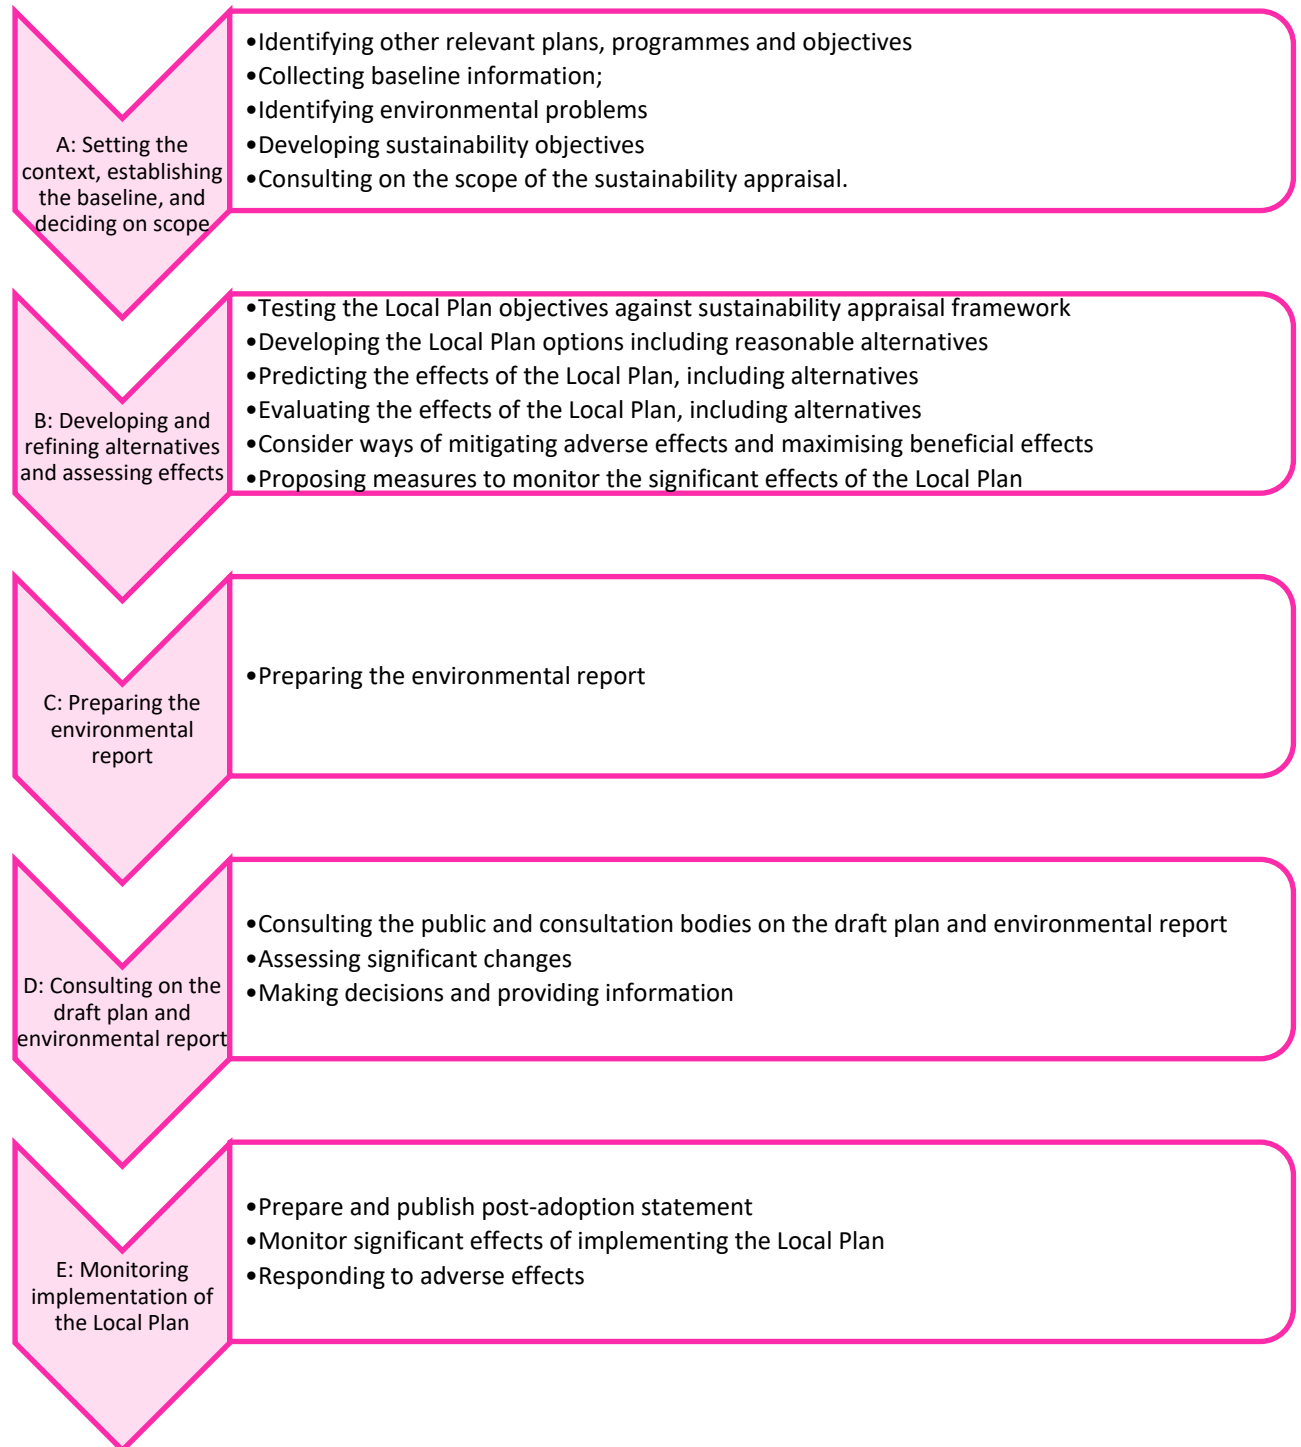 A: Setting the
context, establishing
the baseline, and
deciding on scope
•Identifying other relevant plans, programmes and objectives
•Collecting baseline information;
•Identifying environmental problems
•Developing sustainability objectives
•Consulting on the scope of the sustainability appraisal.
B: Developing and
refining alternatives
and assessing effects
•Testing the Local Plan objectives against sustainability appraisal framework
•Developing the Local Plan options including reasonable alternatives
•Predicting the effects of the Local Plan, including alternatives
•Evaluating the effects of the Local Plan, including alternatives
•Consider ways of mitigating adverse effects and maximising beneficial effects
•Proposing measures to monitor the significant effects of the Local Plan
C: Preparing the
environmental
report
•Preparing the environmental report
D: Consulting on the
draft plan and
environmental report
•Consulting the public and consultation bodies on the draft plan and environmental report
•Assessing significant changes
•Making decisions and providing information
E: Monitoring
implementation of
the Local Plan
•Prepare and publish post-adoption statement
•Monitor significant effects of implementing the Local Plan
•Responding to adverse effects